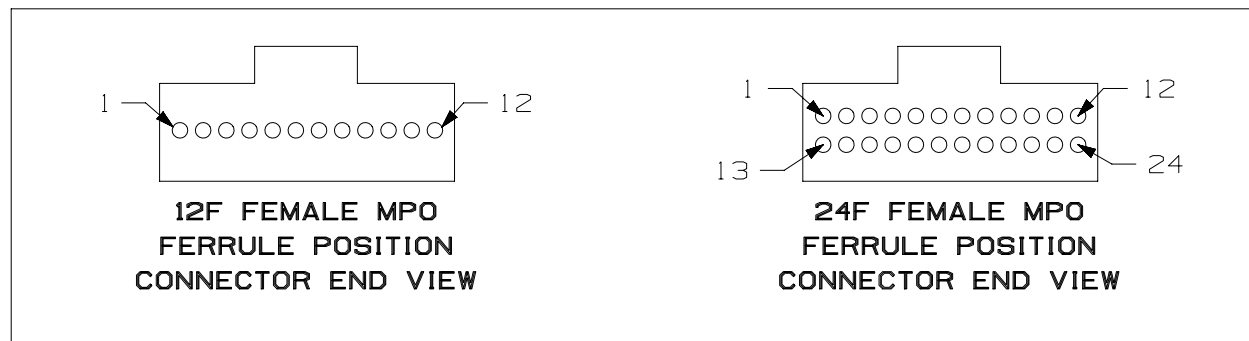 1 12
12F FEMALE MPO
FERRULE POSITION
CONNECTOR END VIEW
1 12
13 24
24F FEMALE MPO
FERRULE POSITION
CONNECTOR END VIEW